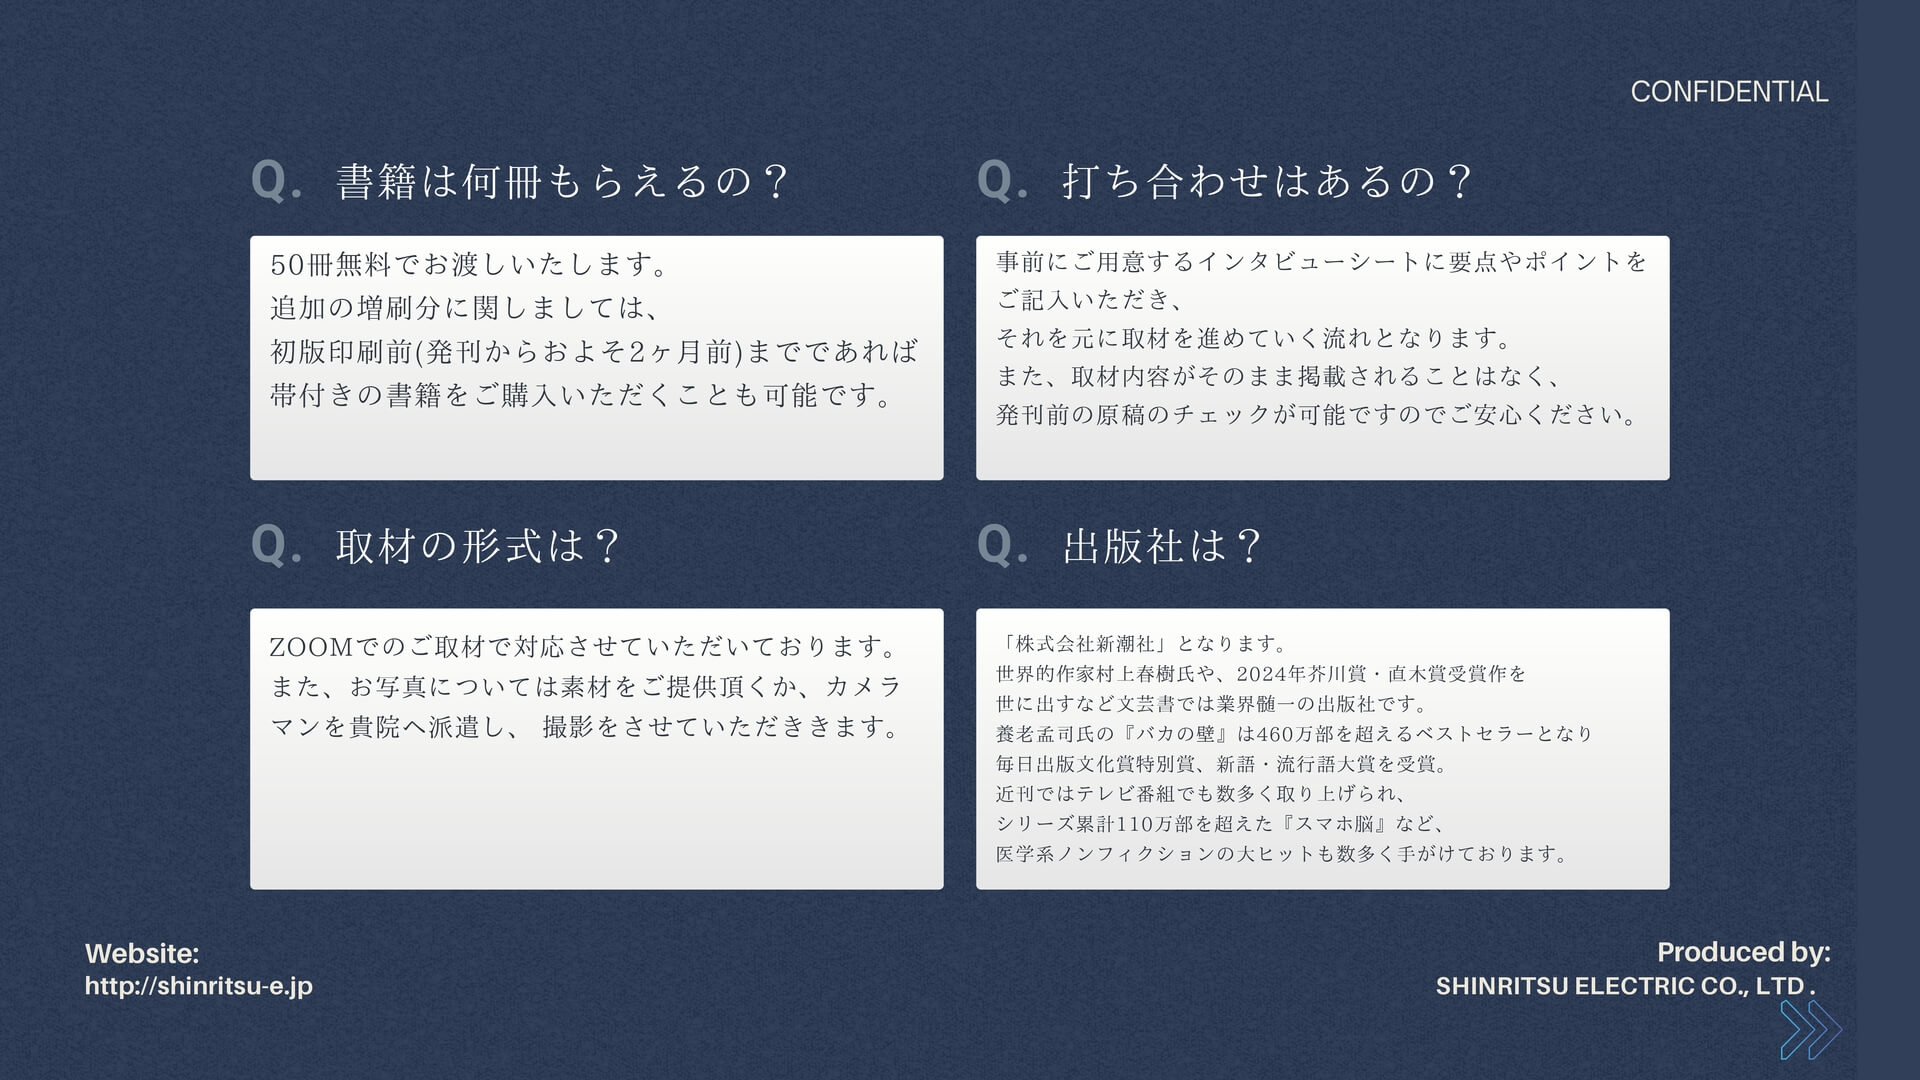 CONFIDENTIAL
Q. 書籍は何冊もらえるの？
50冊無料でお渡しいたします。
追加の増刷分に関しましては、
初版印刷前(発刊からおよそ2ヶ月前)までであれば
帯付きの書籍をご購入いただくことも可能です。
Q. 打ち合わせはあるの？
事前にご用意するインタビューシートに要点やポイントを
ご記入いただき、
それを元に取材を進めていく流れとなります。
また、取材内容がそのまま掲載されることはなく、
発刊前の原稿のチェックが可能ですのでご安心ください。
Q. 取材の形式は？
ZOOMでのご取材で対応させていただいております。
また、お写真については素材をご提供頂くか、カメラ
マンを貴院へ派遣し、 撮影をさせていただききます。
Q. 出版社は？
「株式会社新潮社」となります。
世界的作家村上春樹氏や、2024年芥川賞・直木賞受賞作を
世に出すなど文芸書では業界髄一の出版社です。
養老孟司氏の『バカの壁』は460万部を超えるベストセラーとなり
毎日出版文化賞特別賞、新語・流行語大賞を受賞。
近刊ではテレビ番組でも数多く取り上げられ、
シリーズ累計110万部を超えた『スマホ脳』など、
医学系ノンフィクションの大ヒットも数多く手がけております。
Website:
http://shinritsu-e.jp
Produced by:
SHINRITSU ELECTRIC CO., LTD .